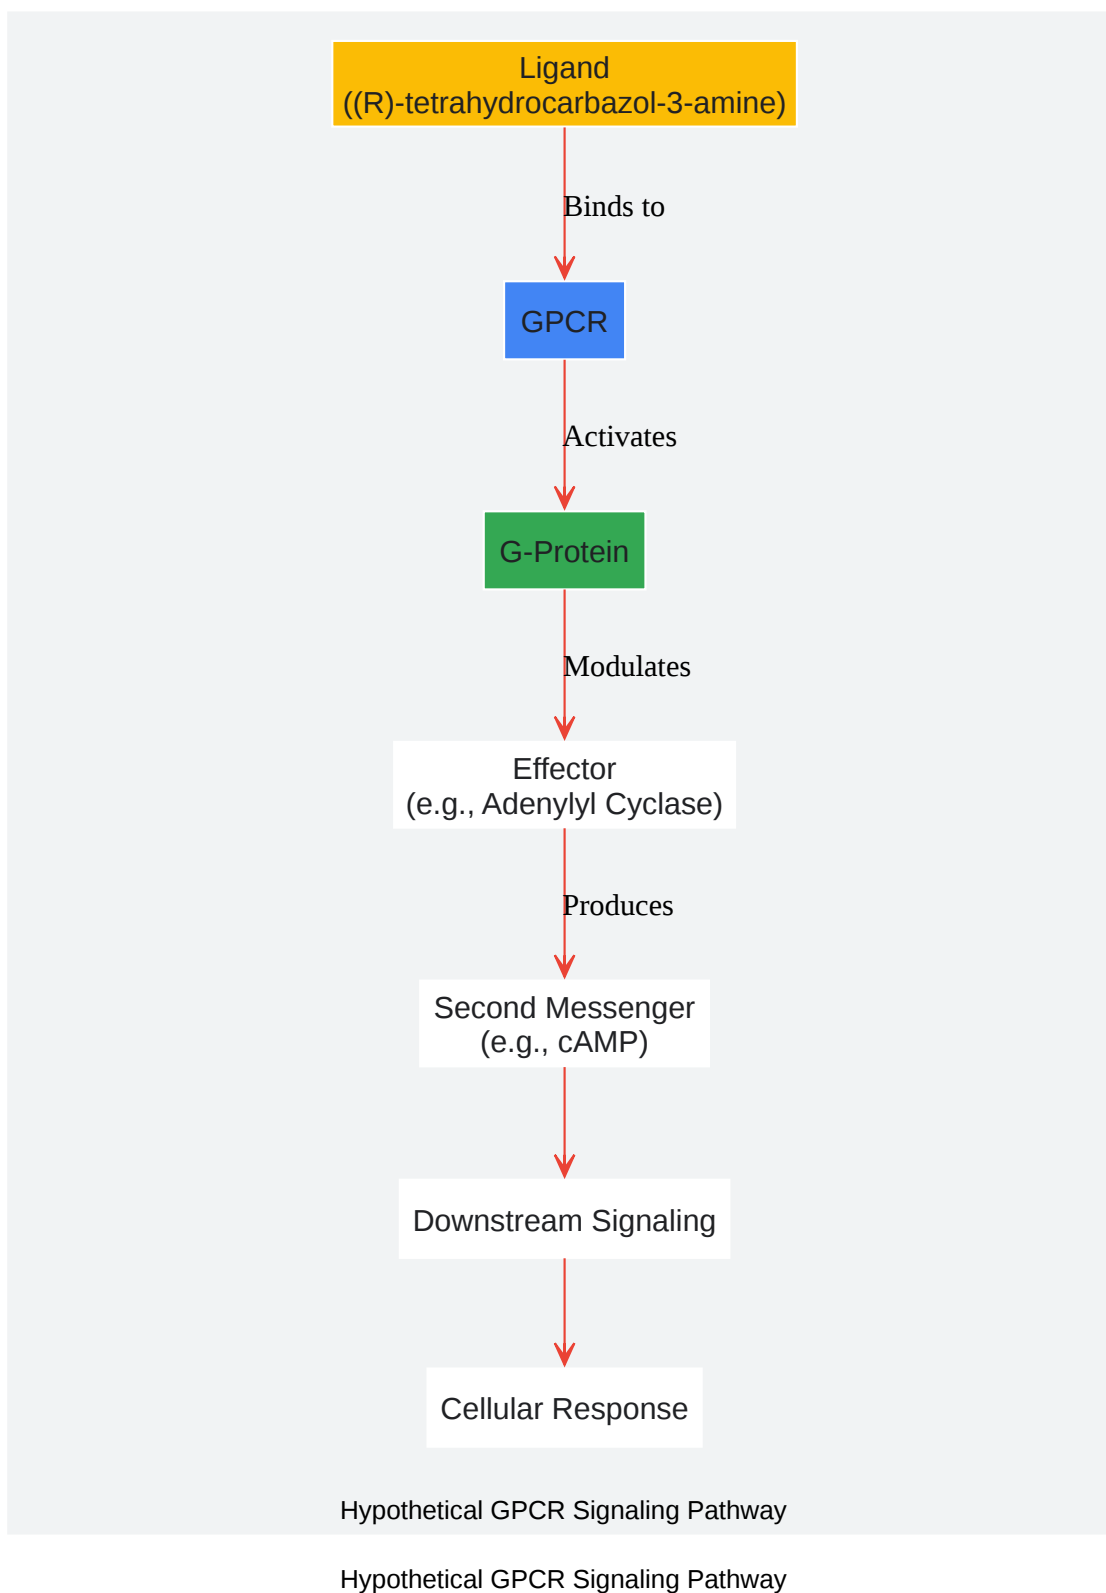 Ligand
((R)-tetrahydrocarbazol-3-amine)
Binds to
GPCR
Activates
G-Protein
Modulates
Effector
(e.g., Adenylyl Cyclase)
Produces
Second Messenger
(e.g., cAMP)
Downstream Signaling
Cellular Response
Hypothetical GPCR Signaling Pathway
Hypothetical GPCR Signaling Pathway